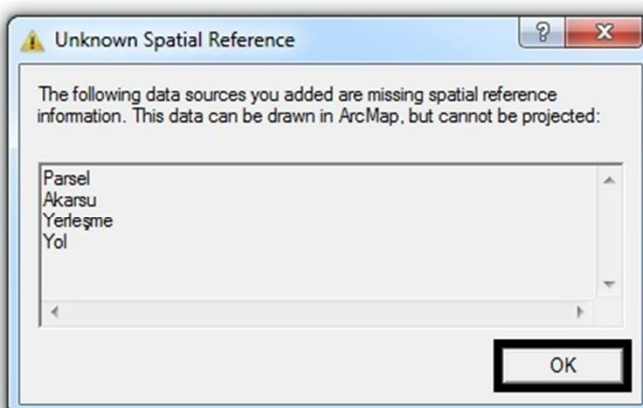 Unknown Spatial Reference
The following data sources you added are missing spatial reference
information. This data can be drawn in ArcMap, but cannot be projected:
Parsel
Akarsu
Yerleşme
Yol
OK